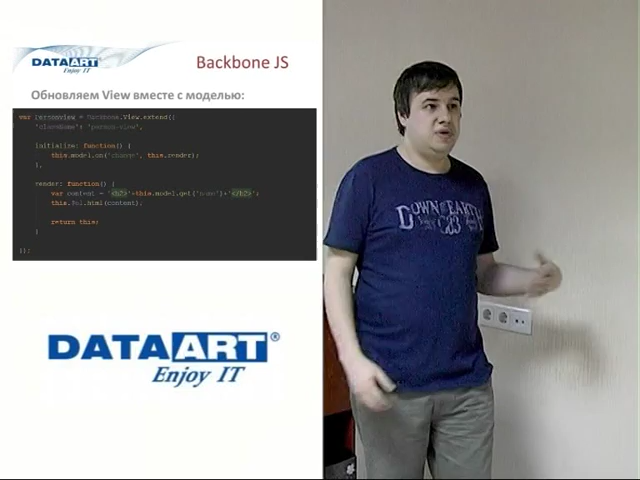 DATAART
Enjoy IT
Backbone JS
Обновляем View вместе с моделью:
var PersonView = Backbone.View.extend({
"className": "person-view",
initialize: function() {
this.model.on("change", this.render);
},
render: function() {
var content = '<h2>'+this.model.get('name')+'</h2>';
this.$el.html(content);
return this;
}
});
DATAART®
Enjoy IT
DOWN TO EARTH